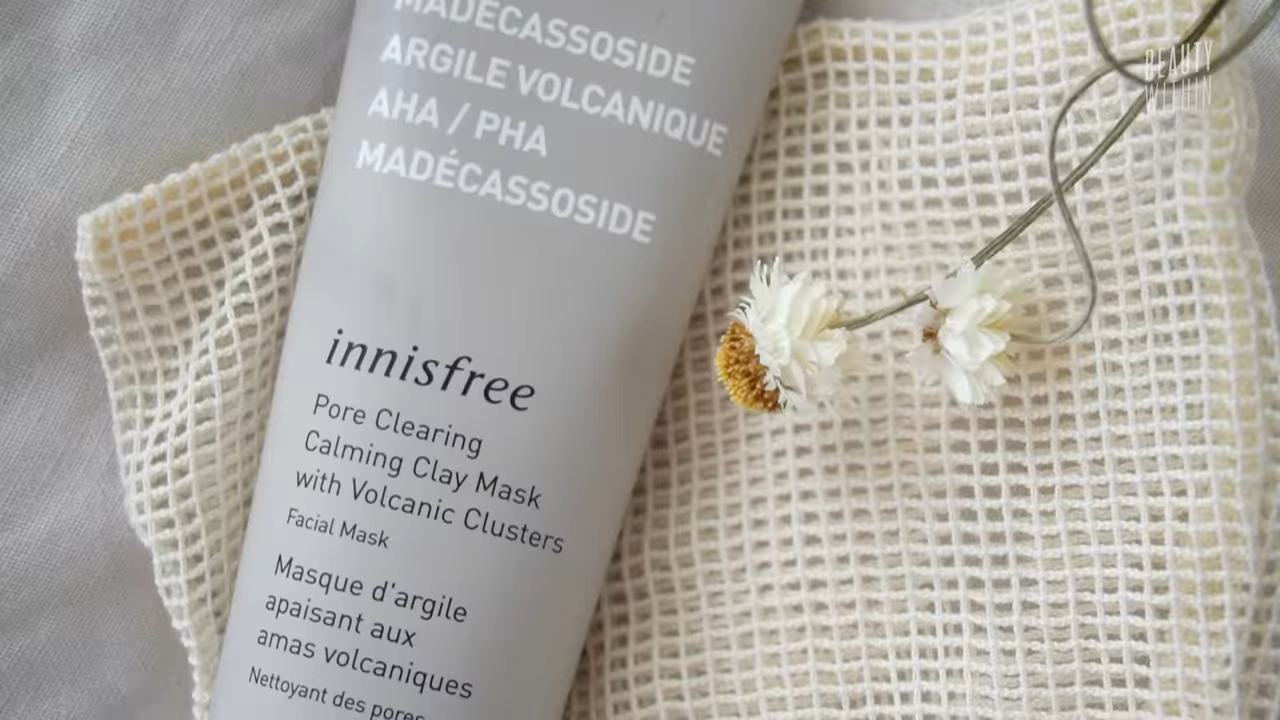 MADECASSOSIDE
ARGILE VOLCANIQUE
AHA / PHA
MADÉCASSOSIDE
innisfree
Pore Clearing
Calming Clay Mask
with Volcanic Clusters
Facial Mask
Masque d'argile
apaisant aux
amas volcaniques
Nettoyant des pores
BEAUTY
WITHIN